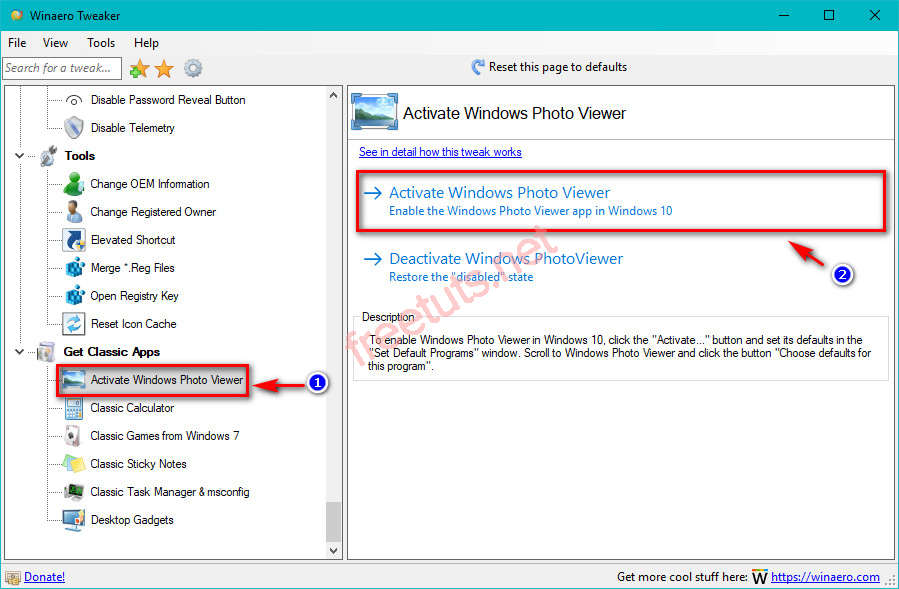 Winaero Tweaker
File View Tools Help
Search for a tweak...
Reset this page to defaults
Disable Password Reveal Button
Disable Telemetry
Tools
Change OEM Information
Change Registered Owner
Elevated Shortcut
Merge *.Reg Files
Open Registry Key
Reset Icon Cache
Get Classic Apps
Activate Windows Photo Viewer
1
Classic Calculator
Classic Games from Windows 7
Classic Sticky Notes
Classic Task Manager & msconfig
Desktop Gadgets
Activate Windows Photo Viewer
See in detail how this tweak works
Activate Windows Photo Viewer
Enable the Windows Photo Viewer app in Windows 10
2
Deactivate Windows PhotoViewer
Restore the "disabled" state
Description
To enable Windows Photo Viewer in Windows 10, click the "Activate..." button and set its defaults in the
"Set Default Programs" window. Scroll to Windows Photo Viewer and click the button "Choose defaults for
this program".
freetuts.net
Donate!
Get more cool stuff here: W https://winaero.com